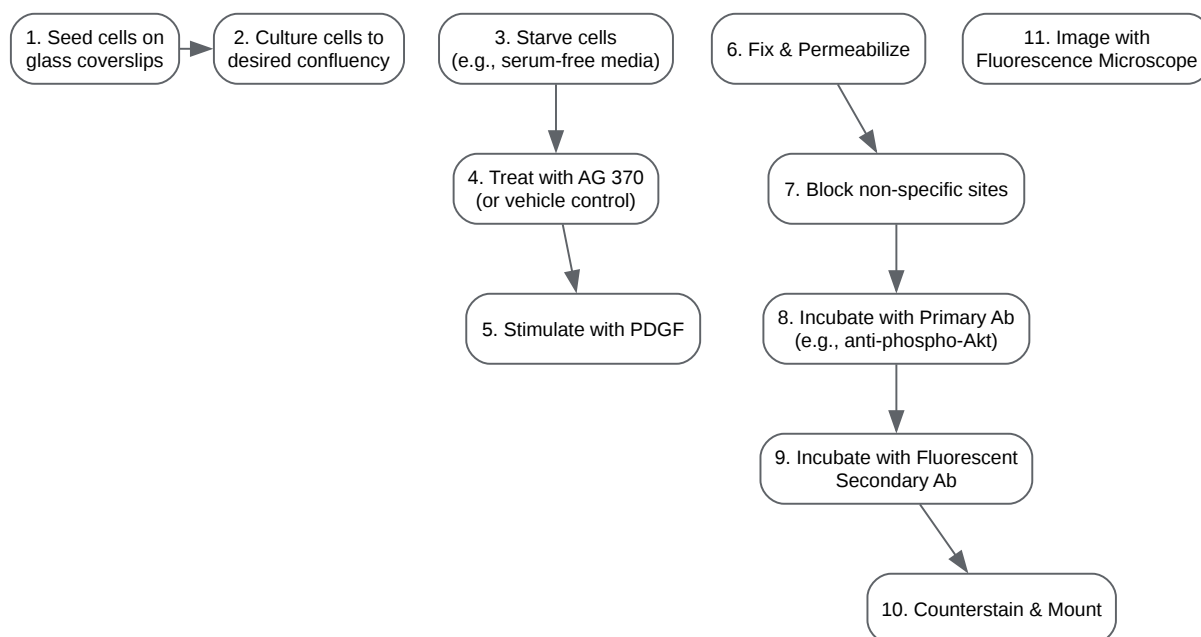 1. Seed cells on
glass coverslips
2. Culture cells to
desired confluency
3. Starve cells
(e.g., serum-free media)
4. Treat with AG 370
(or vehicle control)
5. Stimulate with PDGF
6. Fix & Permeabilize
7. Block non-specific sites
8. Incubate with Primary Ab
(e.g., anti-phospho-Akt)
9. Incubate with Fluorescent
Secondary Ab
10. Counterstain & Mount
11. Image with
Fluorescence Microscope